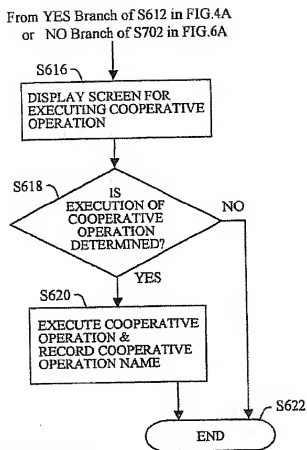 From YES Branch of S612 in FIG.4A
or NO Branch of S702 in FIG.6A
S616
DISPLAY SCREEN FOR
EXECUTING COOPERATIVE
OPERATION
S618
IS
EXECUTION OF
COOPERATIVE
OPERATION
DETERMINED?
NO
YES
S620
EXECUTE COOPERATIVE
OPERATION &
RECORD COOPERATIVE
OPERATION NAME
S622
END